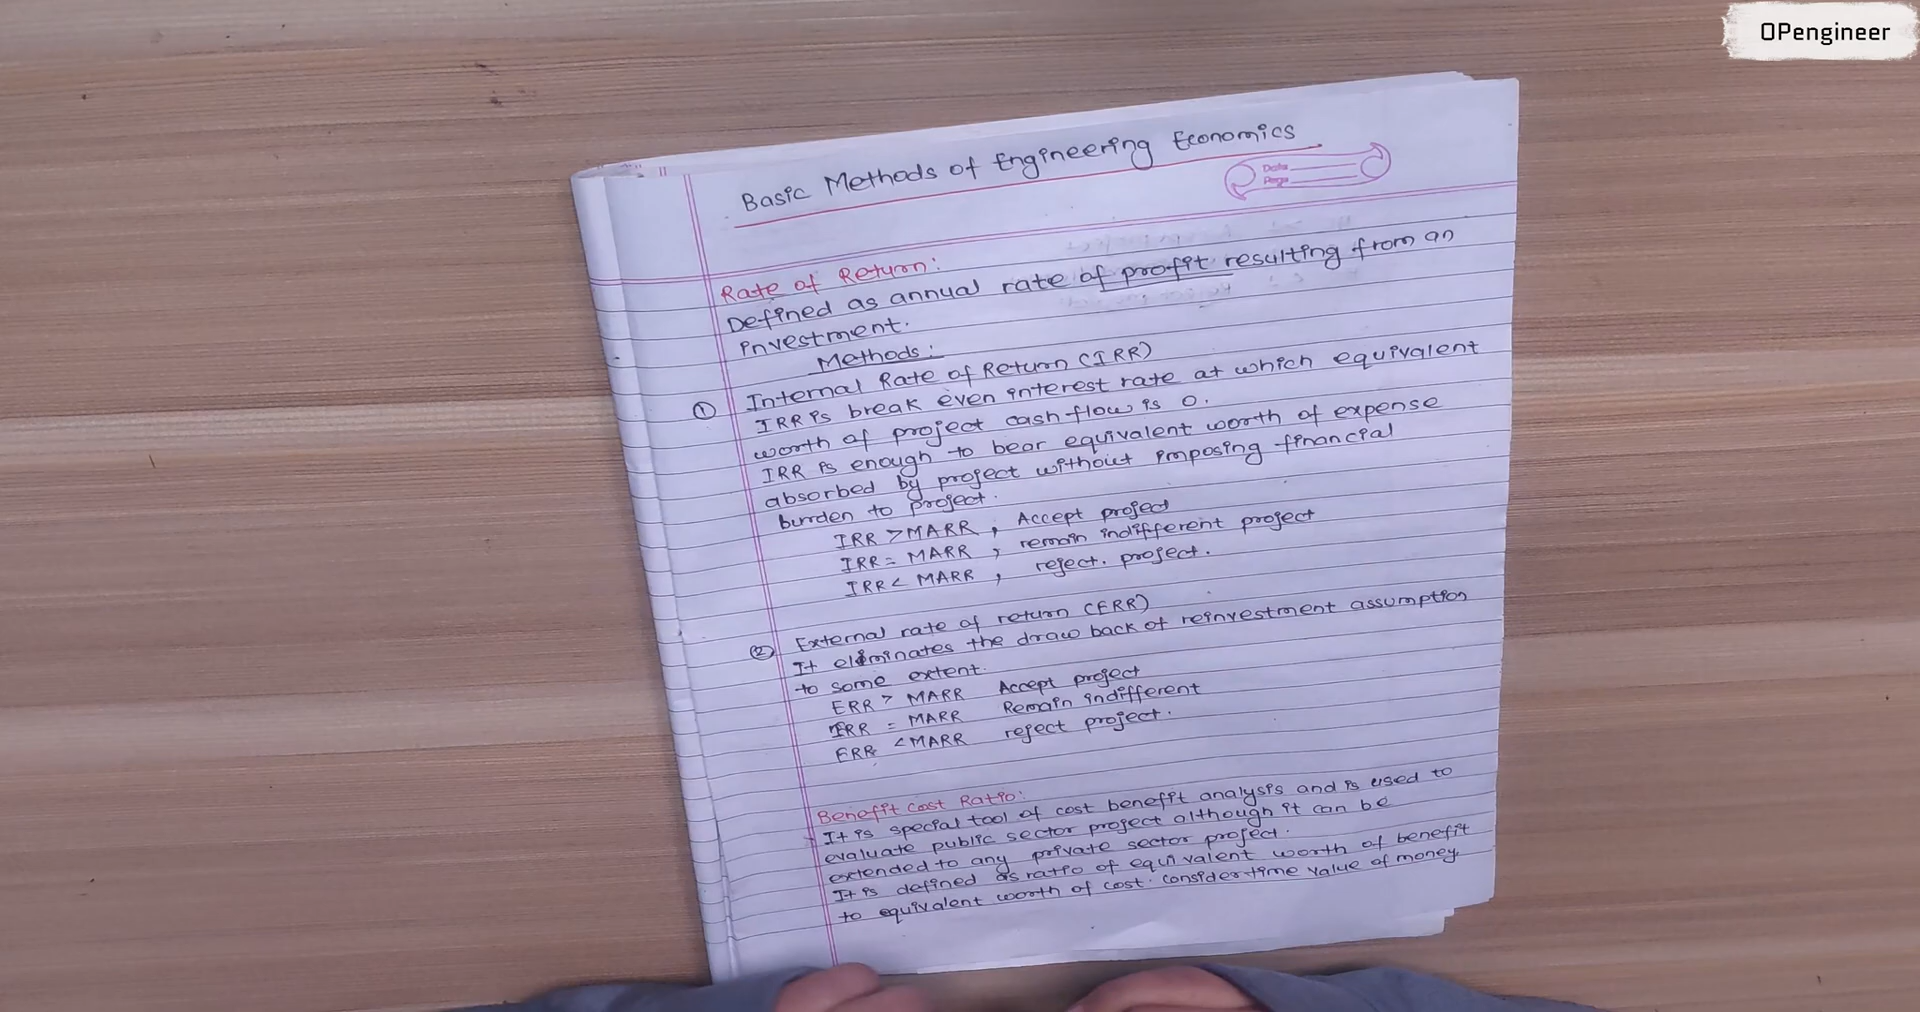 OPengineer
Basic Methods of Engineering Economics
Date
Page
Rate of Return:
Defined as annual rate of profit resulting from an
investment.
Methods:
① Internal Rate of Return (IRR)
IRR is break even interest rate at which equivalent
worth of project cash flow is 0.
IRR is enough to bear equivalent worth of expense
absorbed by project without imposing financial
burden to project.
IRR > MARR , Accept project
IRR = MARR , remain indifferent project
IRR < MARR , reject. project.
② External rate of return (ERR)
It eliminates the draw back of reinvestment assumption
to some extent.
ERR > MARR Accept project
ERR = MARR Remain indifferent
ERR < MARR reject project.
Benefit Cost Ratio:
It is special tool of cost benefit analysis and is used to
evaluate public sector project although it can be
extended to any private sector project.
It is defined as ratio of equivalent worth of benefit
to equivalent worth of cost. consider time value of money.